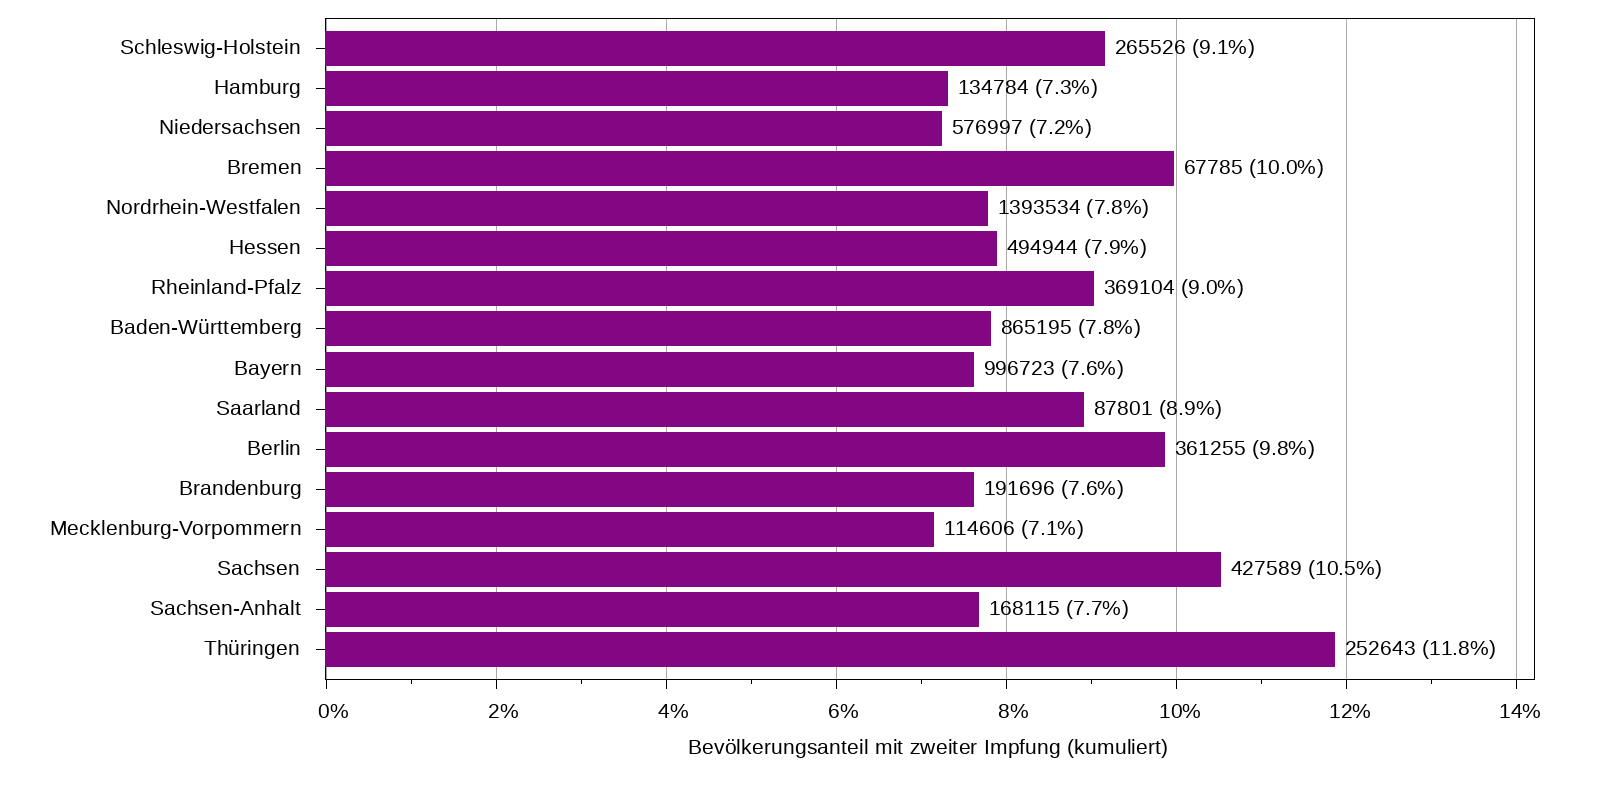 Schleswig-Holstein 265526 (9.1%)
Hamburg 134784 (7.3%)
Niedersachsen 576997 (7.2%)
Bremen 67785 (10.0%)
Nordrhein-Westfalen 1393534 (7.8%)
Hessen 494944 (7.9%)
Rheinland-Pfalz 369104 (9.0%)
Baden-Württemberg 865195 (7.8%)
Bayern 996723 (7.6%)
Saarland 87801 (8.9%)
Berlin 361255 (9.8%)
Brandenburg 191696 (7.6%)
Mecklenburg-Vorpommern 114606 (7.1%)
Sachsen 427589 (10.5%)
Sachsen-Anhalt 168115 (7.7%)
Thüringen 252643 (11.8%)
0% 2% 4% 6% 8% 10% 12% 14%
Bevölkerungsanteil mit zweiter Impfung (kumuliert)